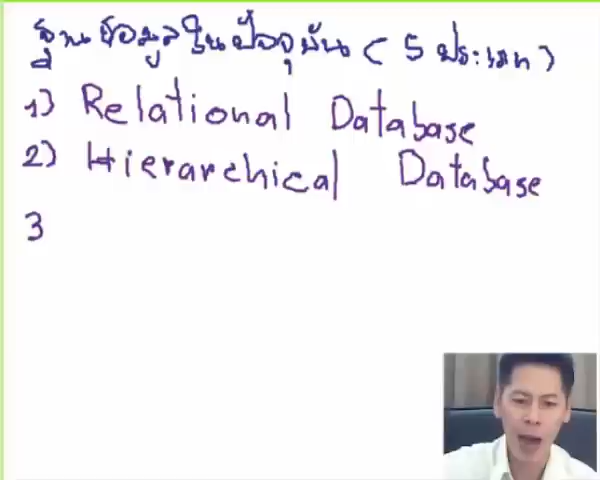 ฐานข้อมูลในปัจจุบัน ( 5 ประเภท )
1) Relational Database
2) Hierarchical Database
3